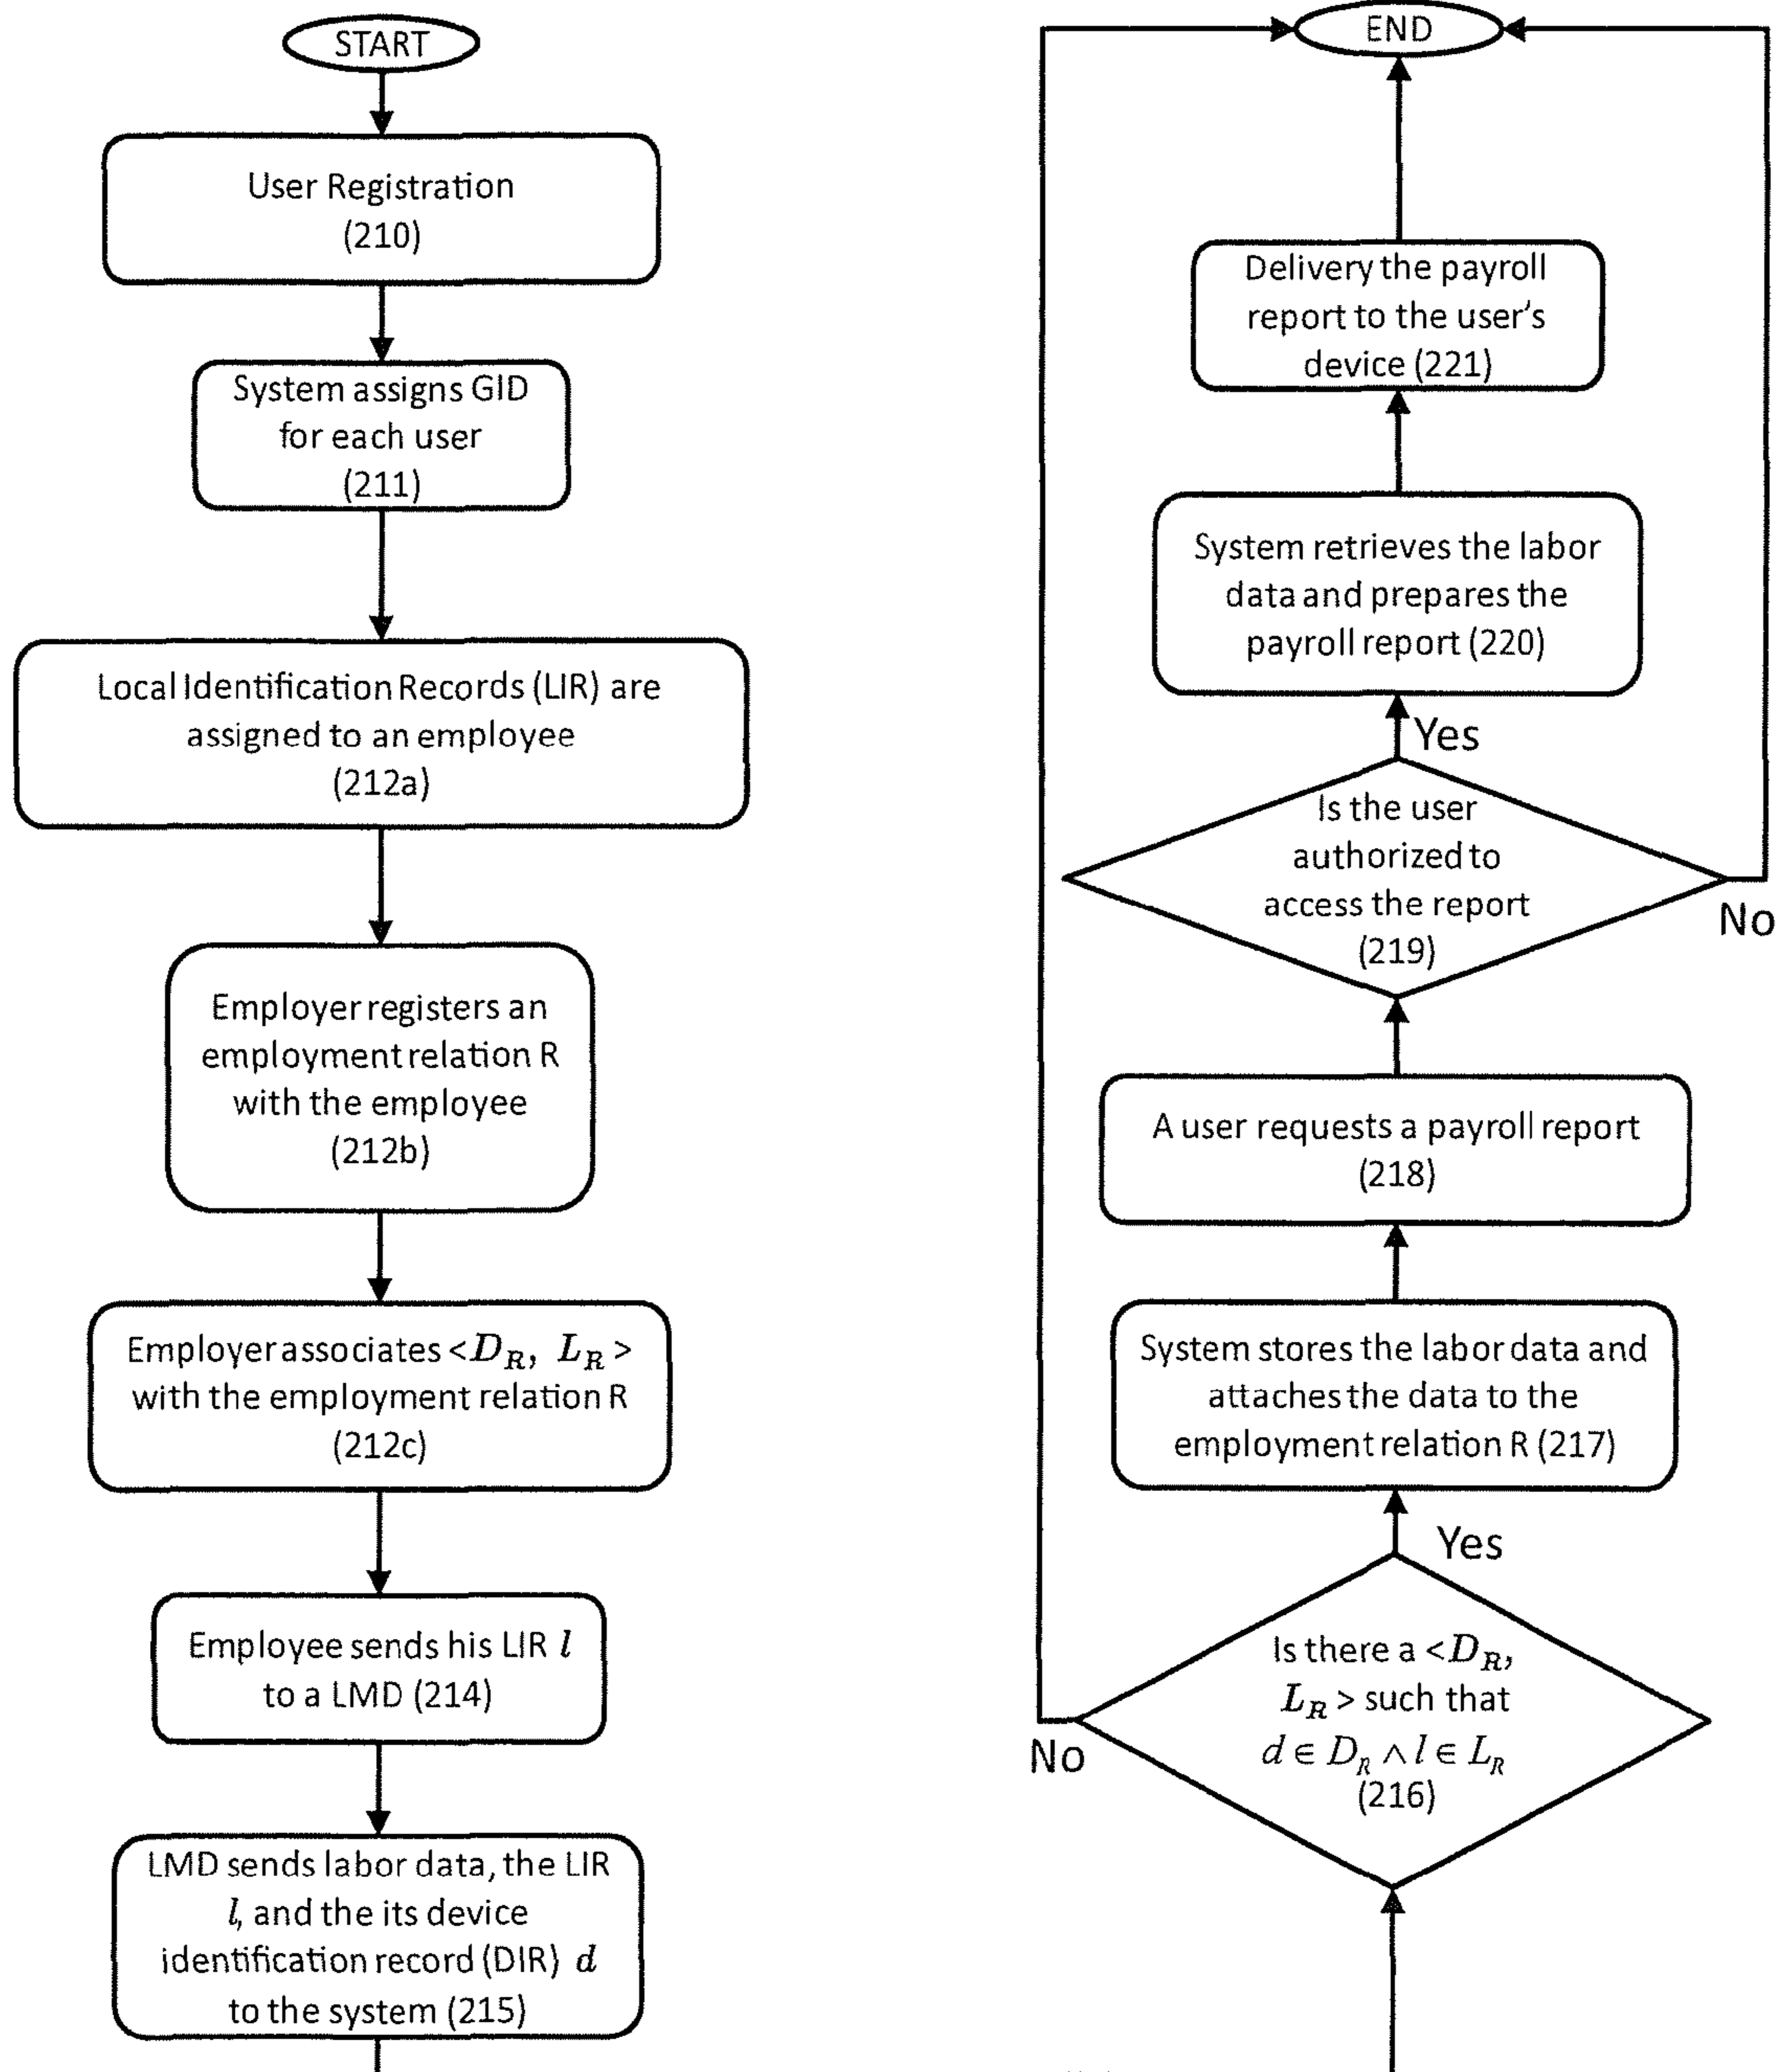 START
User Registration
(210)
System assigns GID
for each user
(211)
Local Identification Records (LIR) are
assigned to an employee
(212a)
Employer registers an
employment relation R
with the employee
(212b)
Employer associates <D_R, L_R>
with the employment relation R
(212c)
Employee sends his LIR l
to a LMD (214)
LMD sends labor data, the LIR
l, and the its device
identification record (DIR) d
to the system (215)
END
Delivery the payroll
report to the user's
device (221)
System retrieves the labor
data and prepares the
payroll report (220)
Yes
Is the user
authorized to
access the report
(219)
No
A user requests a payroll report
(218)
System stores the labor data and
attaches the data to the
employment relation R (217)
Yes
Is there a <D_R,
L_R> such that
d ∈ D_R ∧ l ∈ L_R
(216)
No